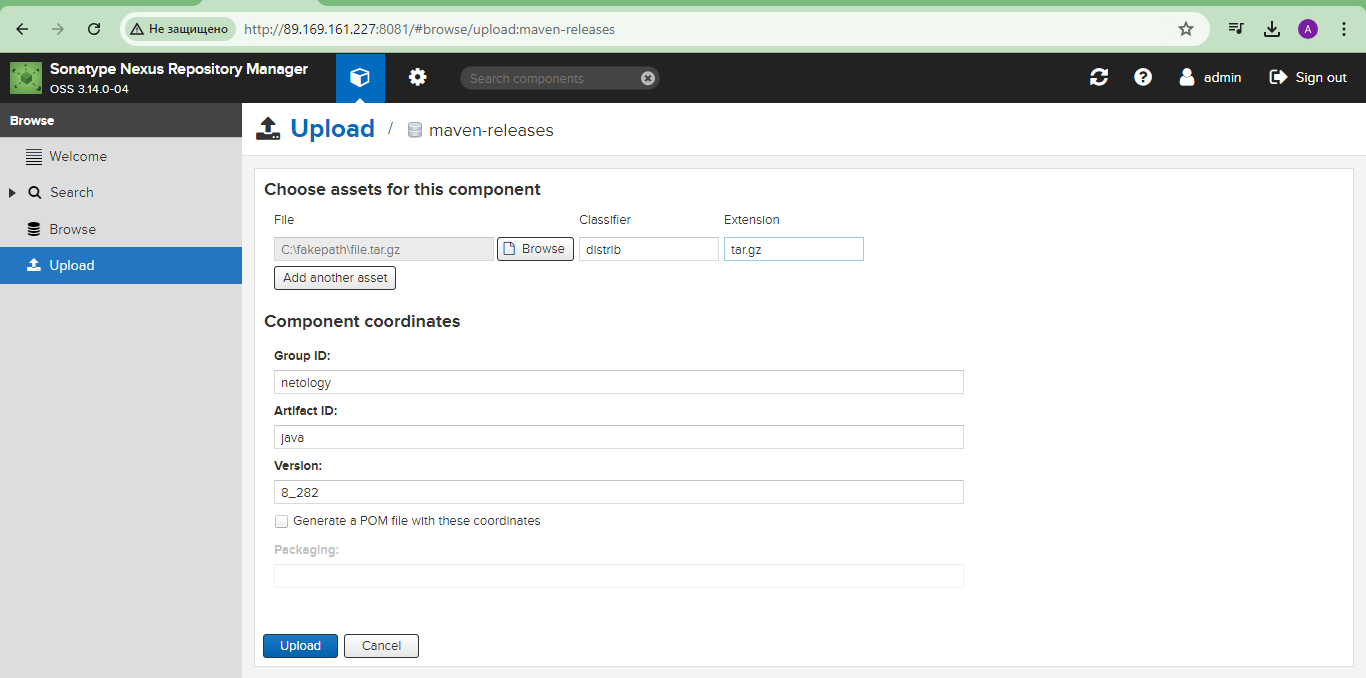 Не защищено http://89.169.161.227:8081/#browse/upload:maven-releases A
Sonatype Nexus Repository Manager
OSS 3.14.0-04
Search components
admin Sign out
Browse
Welcome
Search
Browse
Upload
Upload / maven-releases
Choose assets for this component
File Classifier Extension
C:\fakepath\file.tar.gz Browse distrib tar.gz
Add another asset
Component coordinates
Group ID:
netology
Artifact ID:
java
Version:
8_282
Generate a POM file with these coordinates
Packaging:
Upload Cancel